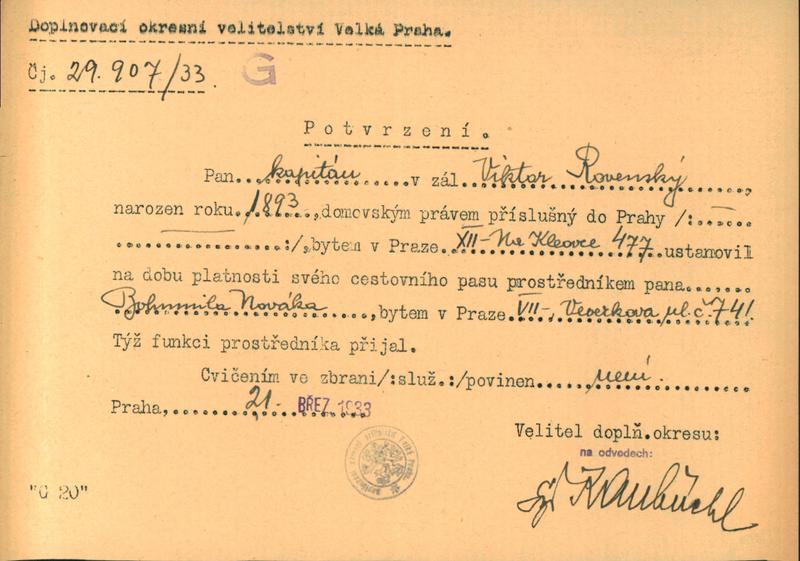 Doplňovací okresní velitelství Velká Praha.
Čj. 29.907/33
G
Potvrzení.
Pan kapitán v zál Viktor Rovenský,
narozen roku 1893, domovským právem příslušný do Prahy /:
:/, bytem v Praze XII-Na Kleovce 477 ustamovil
na dobu platnosti svého cestovního pasu prostředníkem pana
Bohumila Nováka, bytem v Praze VII-, Veverkova ul. č. 741.
Týž funkci prostředníka přijal.
Cvičením ve zbrani/:služ.:/povinen není.
Praha, 21. BŘEZ 1933
Velitel doplň.okresu:
na odvodech:
"G 20"